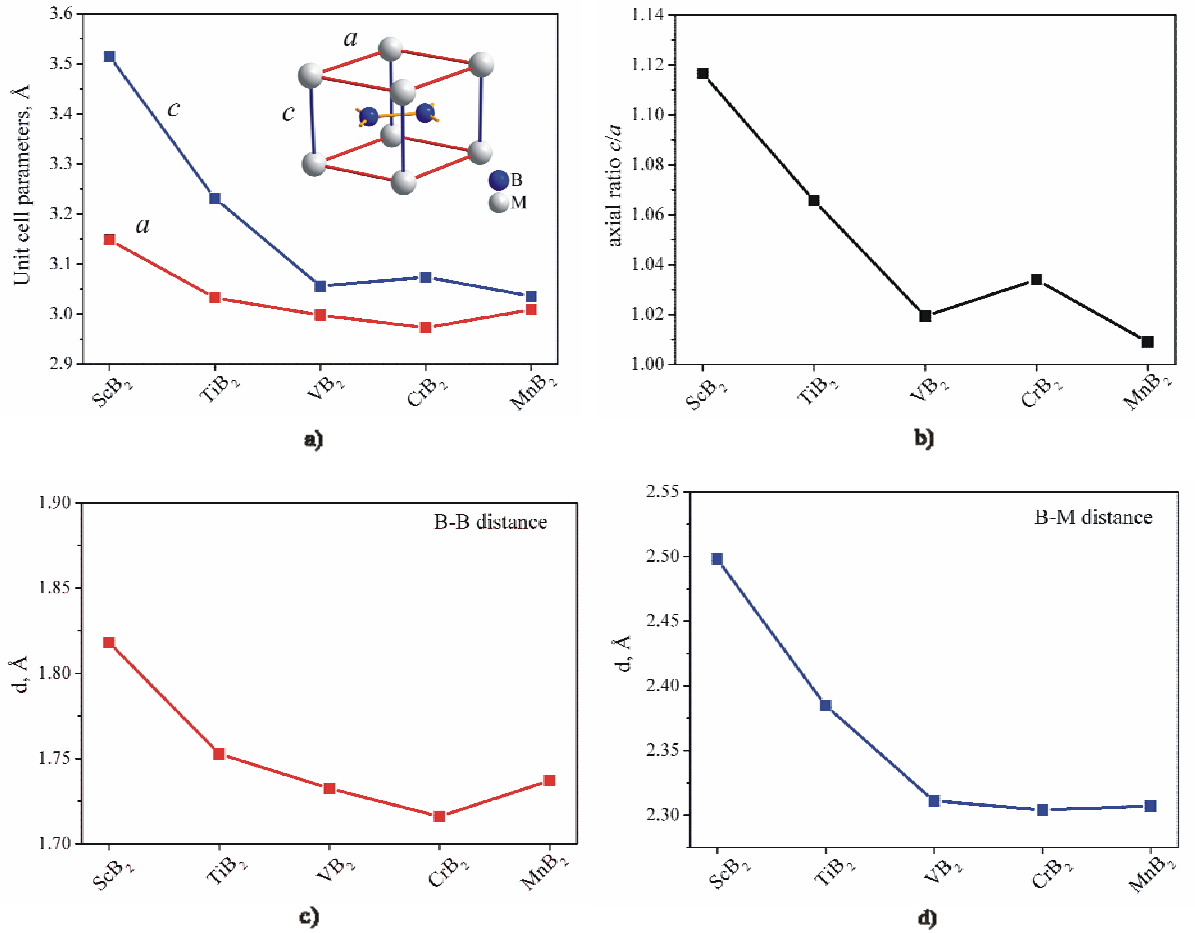 3.6
3.5
3.4
3.3
3.2
3.1
3.0
2.9
Unit cell parameters, Å
c
a
a
c
B
M
ScB₂
TiB₂
VB₂
CrB₂
MnB₂
a)
1.14
1.12
1.10
1.08
1.06
1.04
1.02
1.00
axial ratio c/a
ScB₂
TiB₂
VB₂
CrB₂
MnB₂
b)
1.90
1.85
1.80
1.75
1.70
d, Å
B-B distance
ScB₂
TiB₂
VB₂
CrB₂
MnB₂
c)
2.55
2.50
2.45
2.40
2.35
2.30
d, Å
B-M distance
ScB₂
TiB₂
VB₂
CrB₂
MnB₂
d)